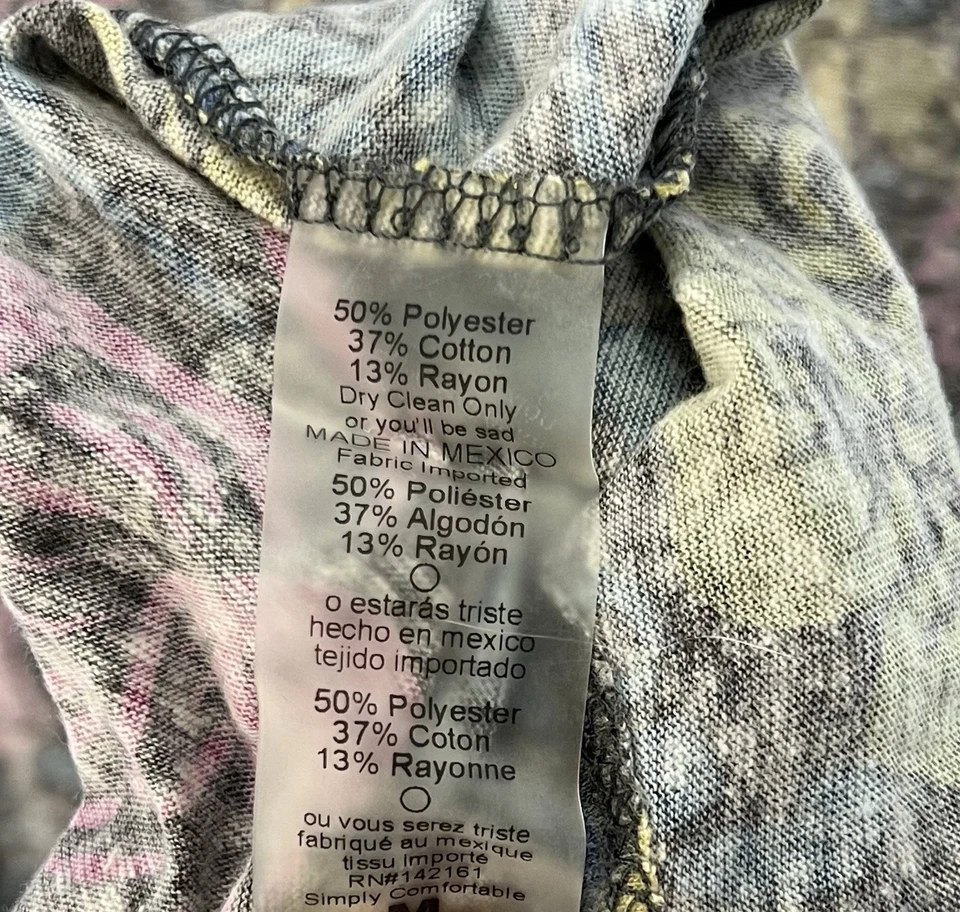 50% Polyester
37% Cotton
13% Rayon
Dry Clean Only
or you'll be sad
MADE IN MEXICO
Fabric Imported
50% Poliéster
37% Algodón
13% Rayón
o estarás triste
hecho en mexico
tejido importado
50% Polyester
37% Coton
13% Rayonne
ou vous serez triste
fabriqué au mexique
tissu importé
RN#142161
Simply Comfortable
M